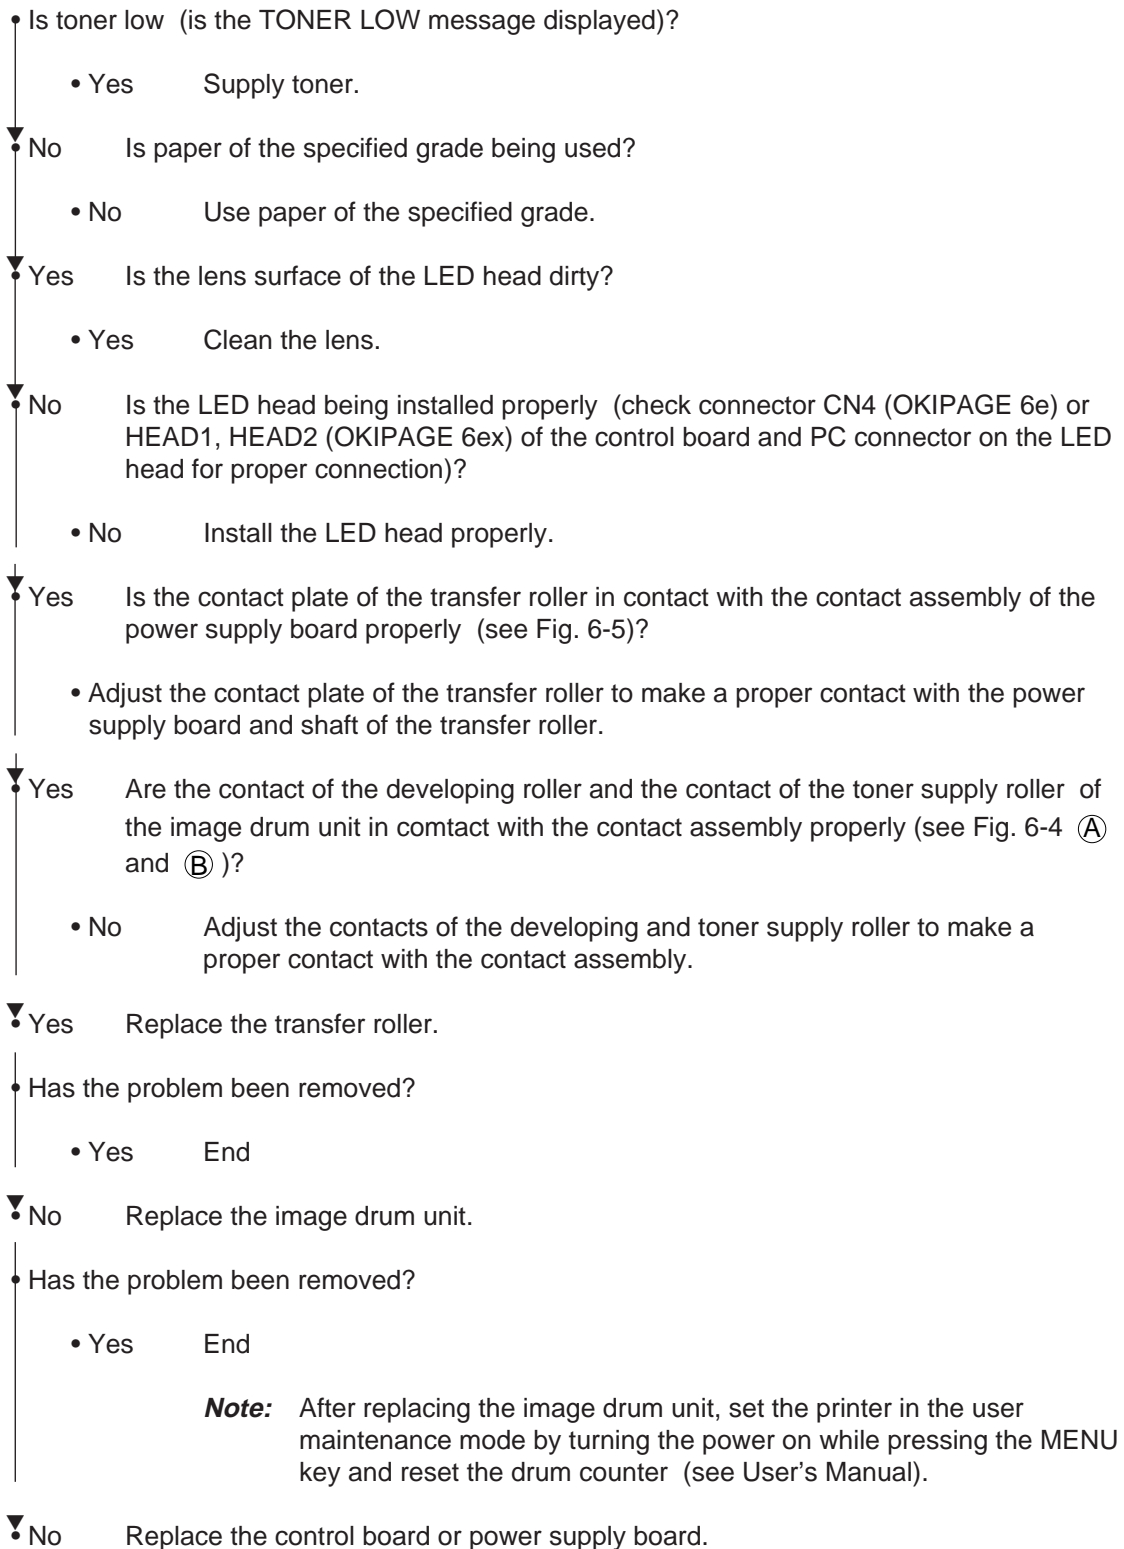 • Is toner low (is the TONER LOW message displayed)?
• Yes Supply toner.
• No Is paper of the specified grade being used?
• No Use paper of the specified grade.
• Yes Is the lens surface of the LED head dirty?
• Yes Clean the lens.
• No Is the LED head being installed properly (check connector CN4 (OKIPAGE 6e) or
HEAD1, HEAD2 (OKIPAGE 6ex) of the control board and PC connector on the LED
head for proper connection)?
• No Install the LED head properly.
• Yes Is the contact plate of the transfer roller in contact with the contact assembly of the
power supply board properly (see Fig. 6-5)?
• Adjust the contact plate of the transfer roller to make a proper contact with the power
supply board and shaft of the transfer roller.
• Yes Are the contact of the developing roller and the contact of the toner supply roller of
the image drum unit in comtact with the contact assembly properly (see Fig. 6-4 Ⓐ
and Ⓑ )?
• No Adjust the contacts of the developing and toner supply roller to make a
proper contact with the contact assembly.
• Yes Replace the transfer roller.
• Has the problem been removed?
• Yes End
• No Replace the image drum unit.
• Has the problem been removed?
• Yes End
Note: After replacing the image drum unit, set the printer in the user
maintenance mode by turning the power on while pressing the MENU
key and reset the drum counter (see User's Manual).
• No Replace the control board or power supply board.